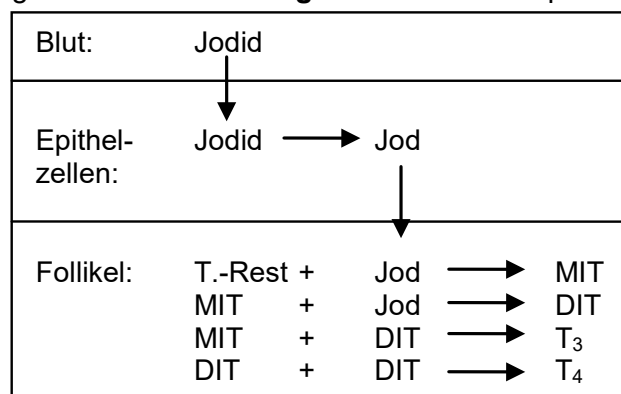 Blut: Jodid
Epithel- Jodid Jod
zellen:
Follikel: T.-Rest + Jod MIT
MIT + Jod DIT
MIT + DIT T₃
DIT + DIT T₄